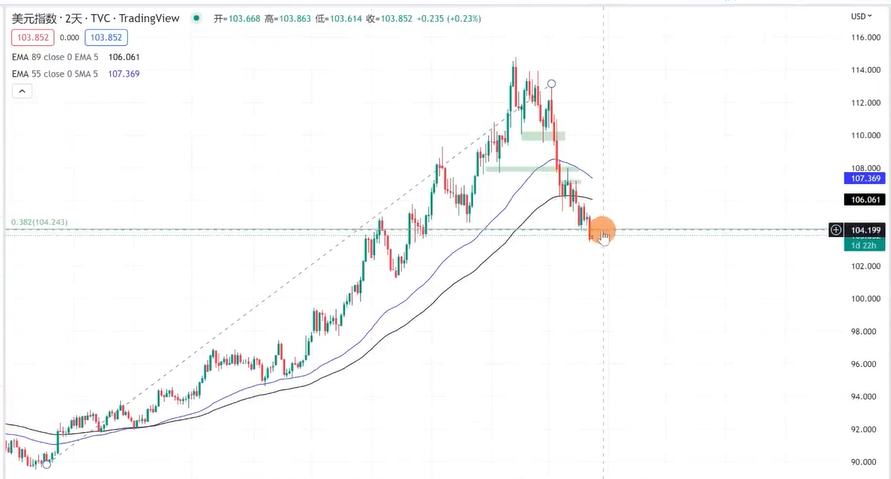 美元指数 · 2天 · TVC · TradingView 开=103.668 高=103.863 低=103.614 收=103.852 +0.235 (+0.23%)
USD
103.852 0.000 103.852
EMA 89 close 0 EMA 5 106.061
EMA 55 close 0 SMA 5 107.369
116.000
114.000
112.000
110.000
108.000
107.369
106.061
0.382(104.243)
104.199
1d 22h
102.000
100.000
98.000
96.000
94.000
92.000
90.000